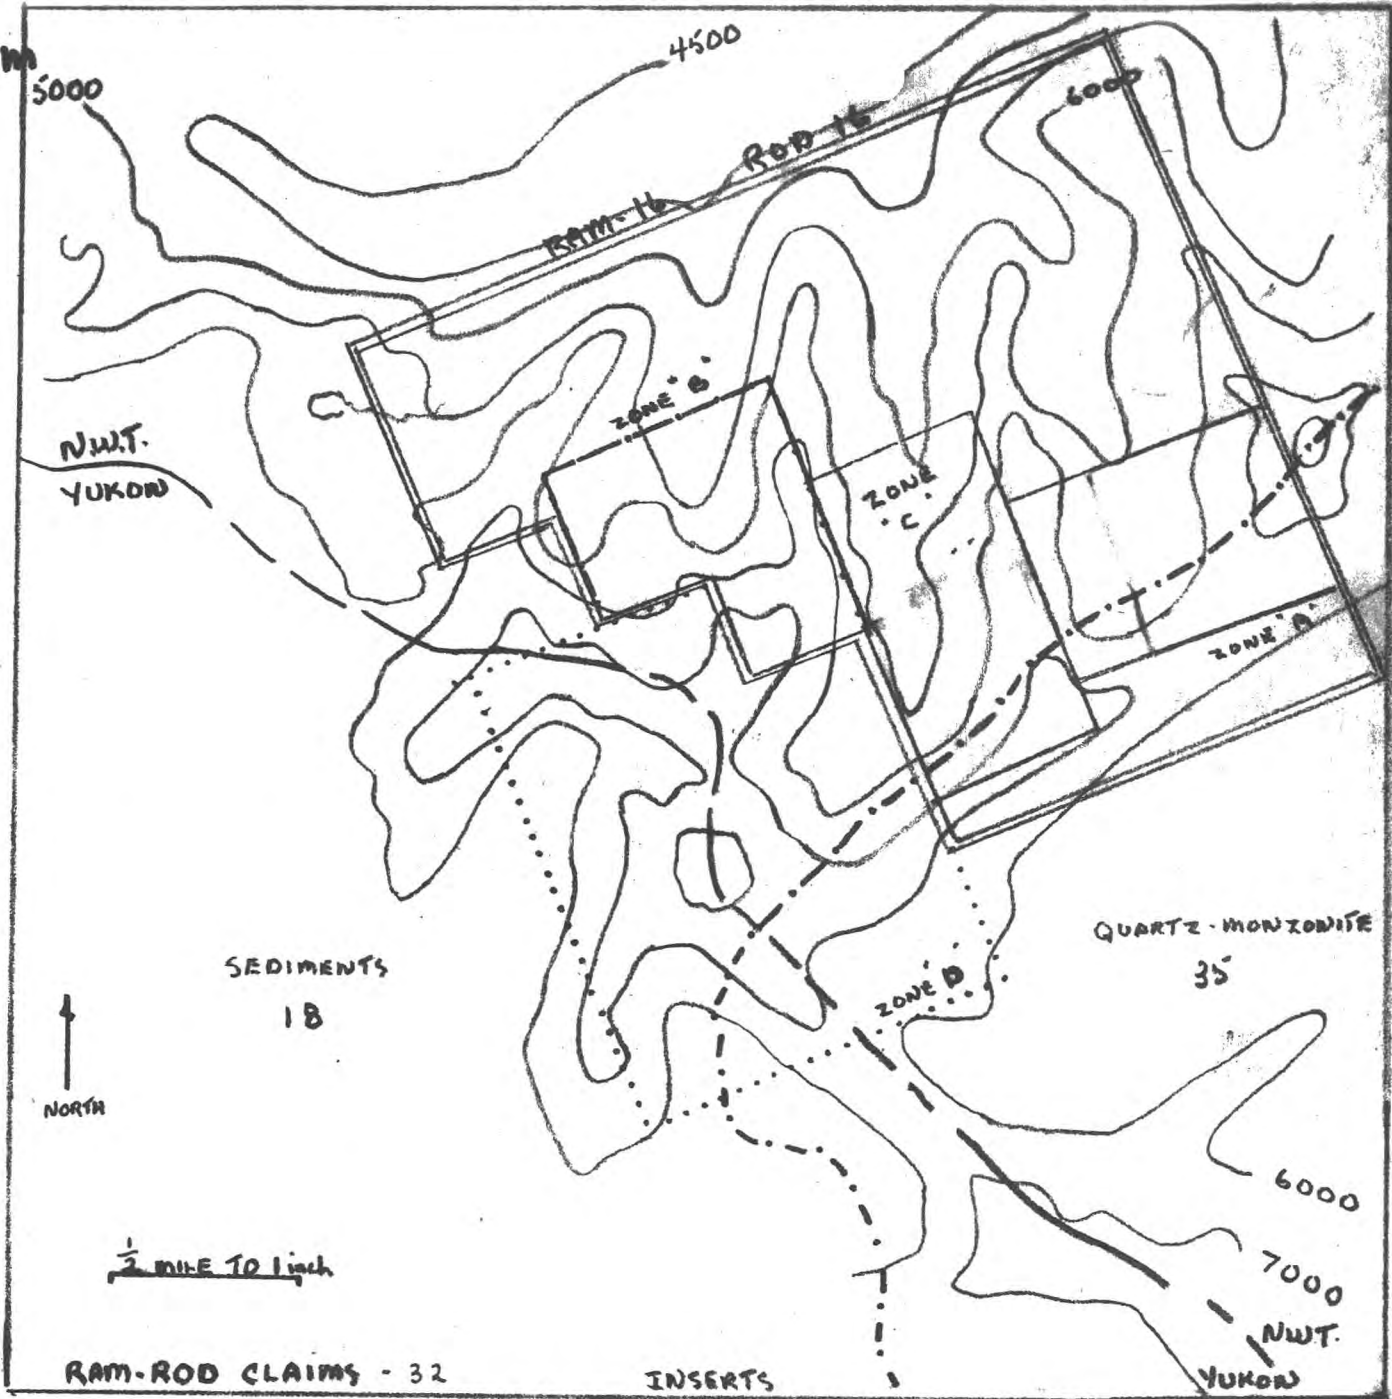 m
5000
4500
6000
ROD 16
RAM-16
ZONE "B"
N.W.T.
YUKON
ZONE
"C"
ZONE "A"
QUARTZ-MONZONITE
35
SEDIMENTS
18
ZONE "D"
NORTH
6000
7000
½ MILE TO 1 inch
N.W.T.
YUKON
RAM-ROD CLAIMS - 32
INSERTS